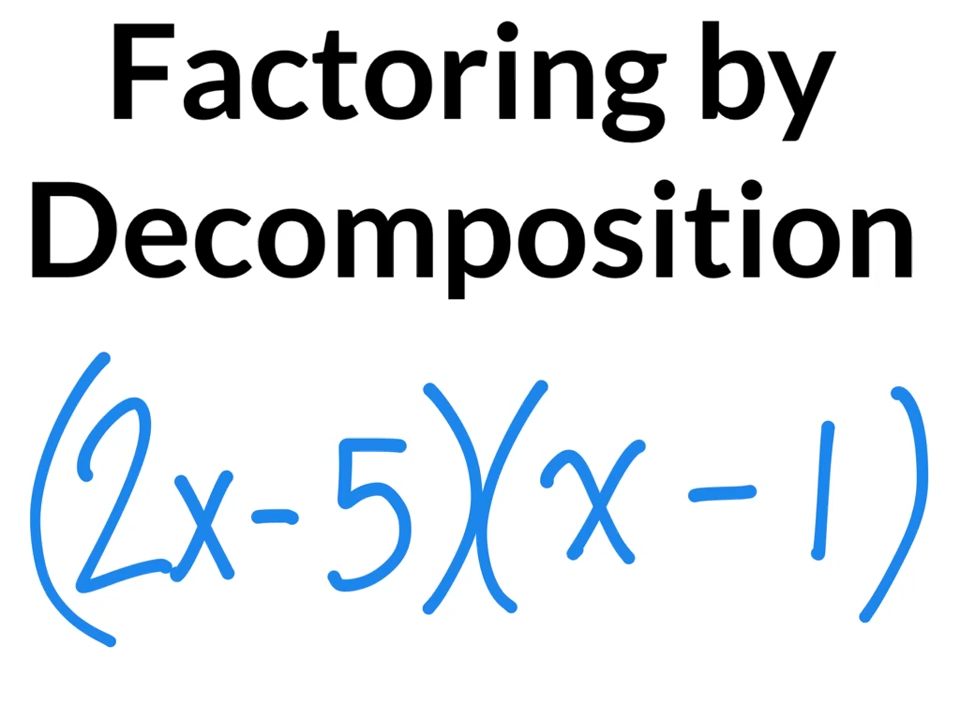 Factoring by
Decomposition
(2x-5)(x-1)